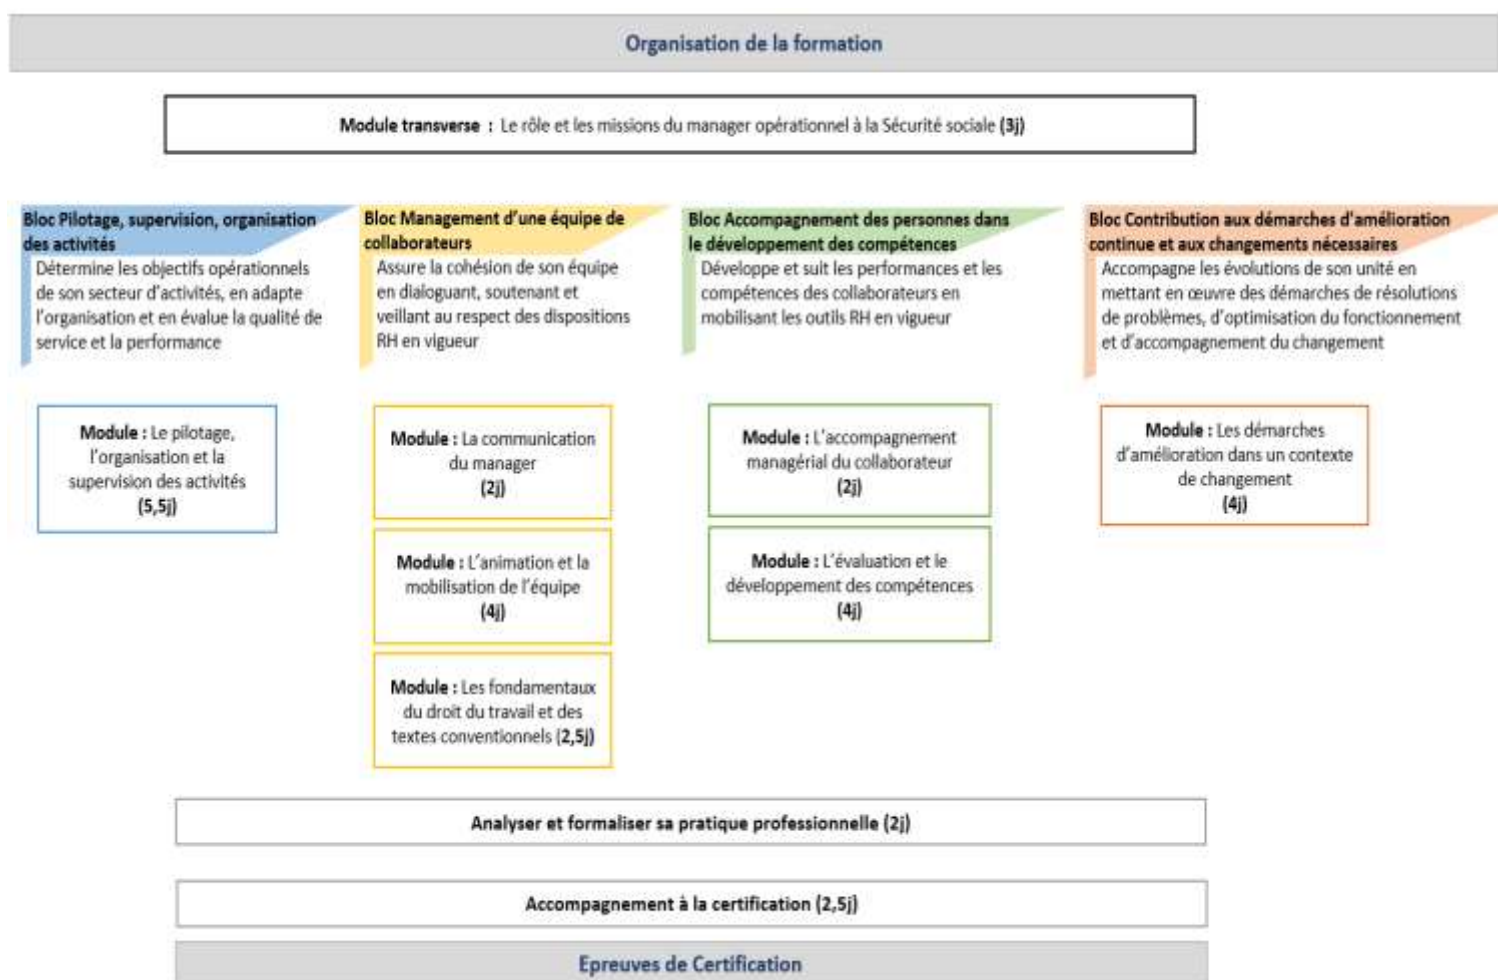 Organisation de la formation
Module transverse : Le rôle et les missions du manager opérationnel à la Sécurité sociale (3j)
Bloc Pilotage, supervision, organisation
des activités
Détermine les objectifs opérationnels
de son secteur d'activités, en adapte
l'organisation et en évalue la qualité de
service et la performance
Module : Le pilotage,
l'organisation et la
supervision des activités
(5,5j)
Bloc Management d'une équipe de
collaborateurs
Assure la cohésion de son équipe
en dialoguant, soutenant et
veillant au respect des dispositions
RH en vigueur
Module : La communication
du manager
(2j)
Module : L'animation et la
mobilisation de l'équipe
(4j)
Module : Les fondamentaux
du droit du travail et des
textes conventionnels (2,5j)
Bloc Accompagnement des personnes dans
le développement des compétences
Développe et suit les performances et les
compétences des collaborateurs en
mobilisant les outils RH en vigueur
Module : L'accompagnement
managérial du collaborateur
(2j)
Module : L'évaluation et le
développement des compétences
(4j)
Bloc Contribution aux démarches d'amélioration
continue et aux changements nécessaires
Accompagne les évolutions de son unité en
mettant en œuvre des démarches de résolutions
de problèmes, d'optimisation du fonctionnement
et d'accompagnement du changement
Module : Les démarches
d'amélioration dans un contexte
de changement
(4j)
Analyser et formaliser sa pratique professionnelle (2j)
Accompagnement à la certification (2,5j)
Epreuves de Certification